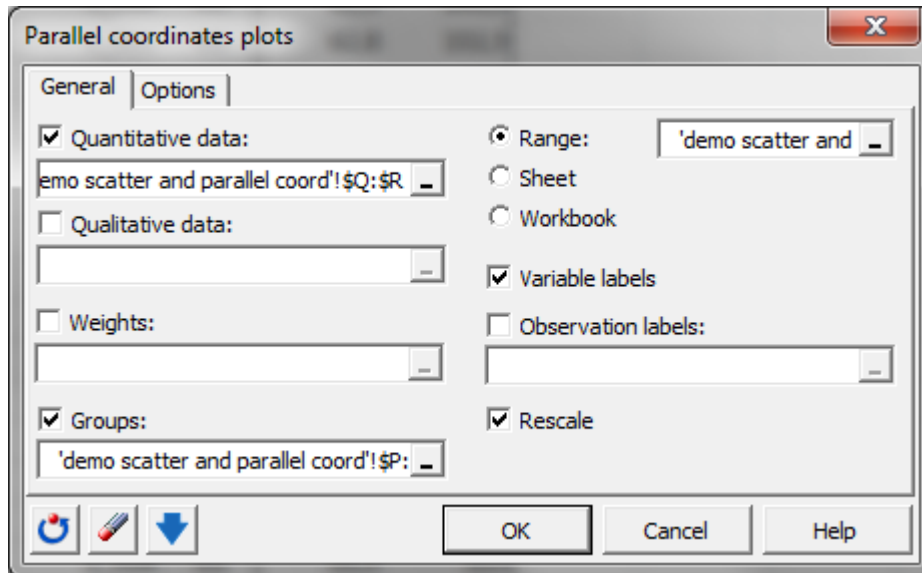 Parallel coordinates plots
General
Options
Quantitative data:
emo scatter and parallel coord'!$Q:$R
Qualitative data:
Weights:
Groups:
'demo scatter and parallel coord'!$P:
Range:
'demo scatter and
Sheet
Workbook
Variable labels
Observation labels:
Rescale
OK
Cancel
Help